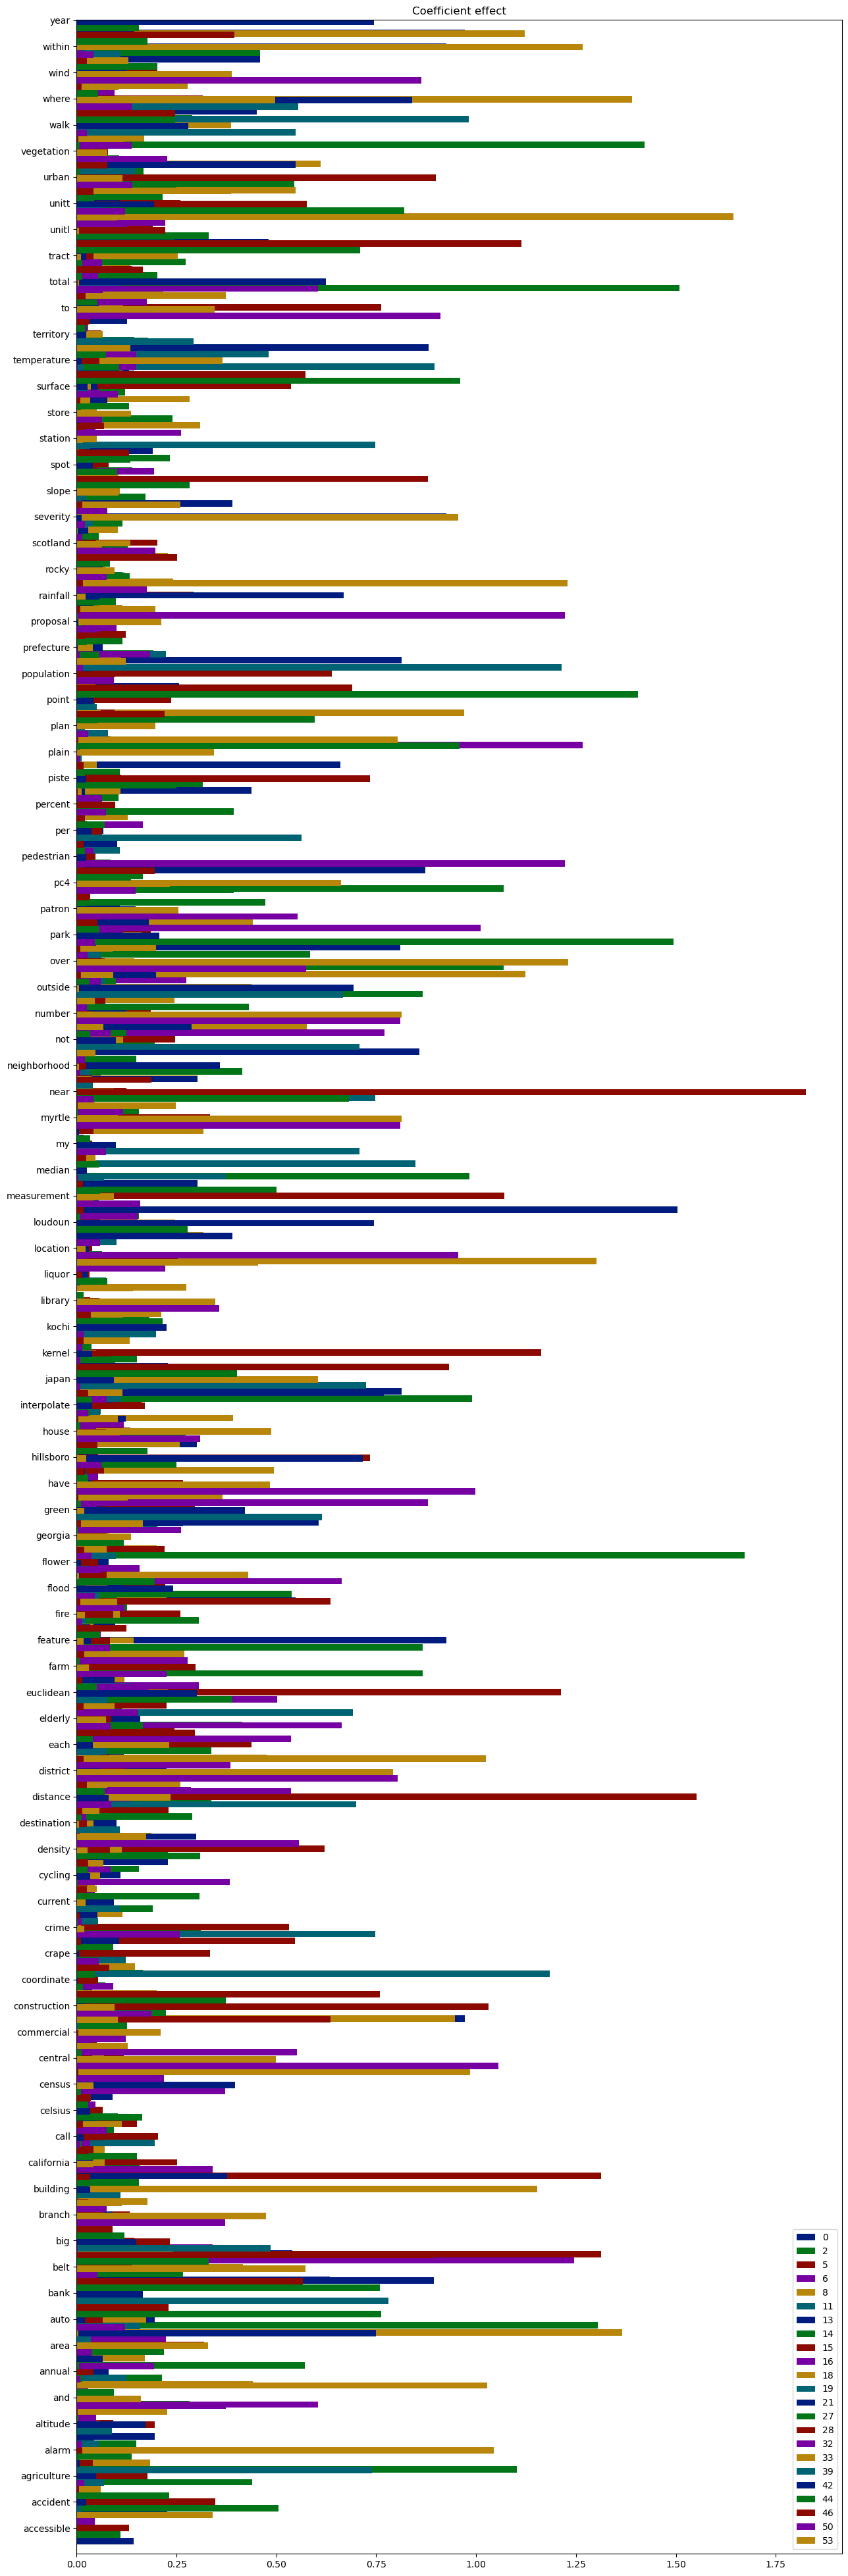 Coefficient effect
year
within
wind
where
walk
vegetation
urban
unitt
unitl
tract
total
to
territory
temperature
surface
store
station
spot
slope
severity
scotland
rocky
rainfall
proposal
prefecture
population
point
plan
plain
piste
percent
per
pedestrian
pc4
patron
park
over
outside
number
not
neighborhood
near
myrtle
my
median
measurement
loudoun
location
liquor
library
kochi
kernel
japan
interpolate
house
hillsboro
have
green
georgia
flower
flood
fire
feature
farm
euclidean
elderly
each
district
distance
destination
density
cycling
current
crime
crape
coordinate
construction
commercial
central
census
celsius
call
california
building
branch
big
belt
bank
auto
area
annual
and
altitude
alarm
agriculture
accident
accessible
0
2
5
6
8
11
13
14
15
16
18
19
21
27
28
32
33
39
42
44
46
50
53
0.00 0.25 0.50 0.75 1.00 1.25 1.50 1.75